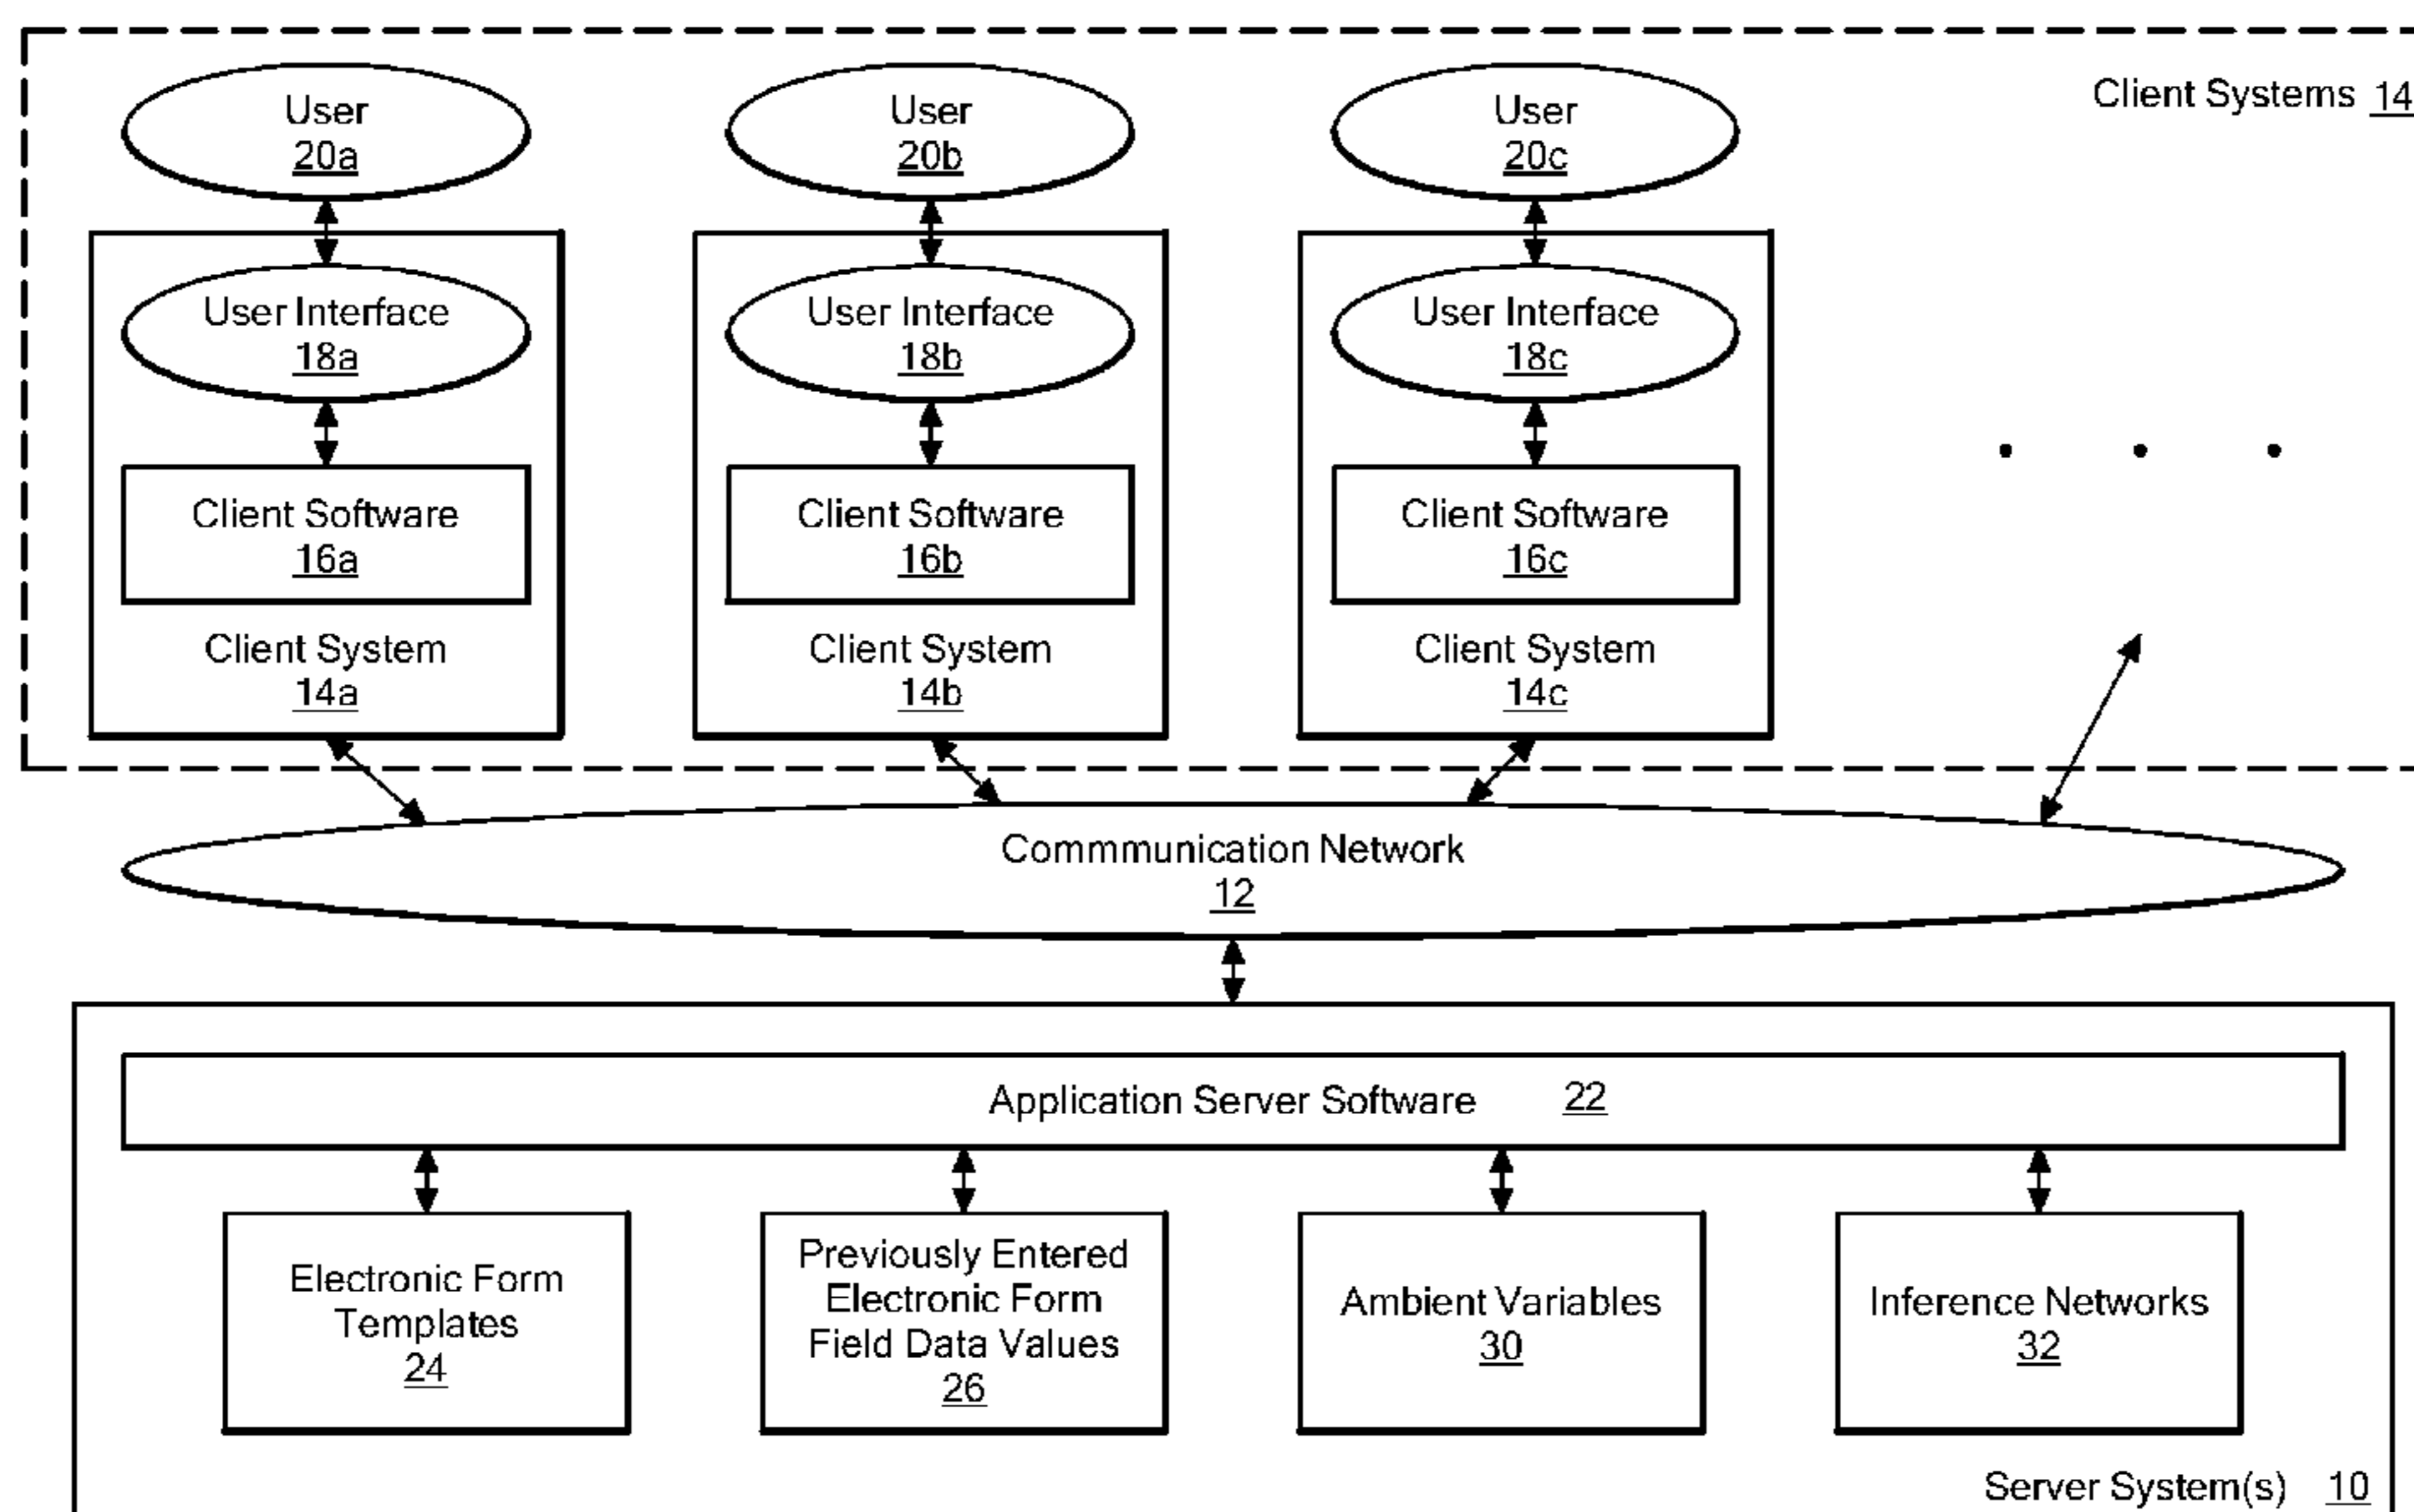 Client Systems 14
User
20a
User
20b
User
20c
User Interface
18a
User Interface
18b
User Interface
18c
Client Software
16a
Client Software
16b
Client Software
16c
Client System
14a
Client System
14b
Client System
14c
. . .
Commmunication Network
12
Application Server Software 22
Electronic Form
Templates
24
Previously Entered
Electronic Form
Field Data Values
26
Ambient Variables
30
Inference Networks
32
Server System(s) 10